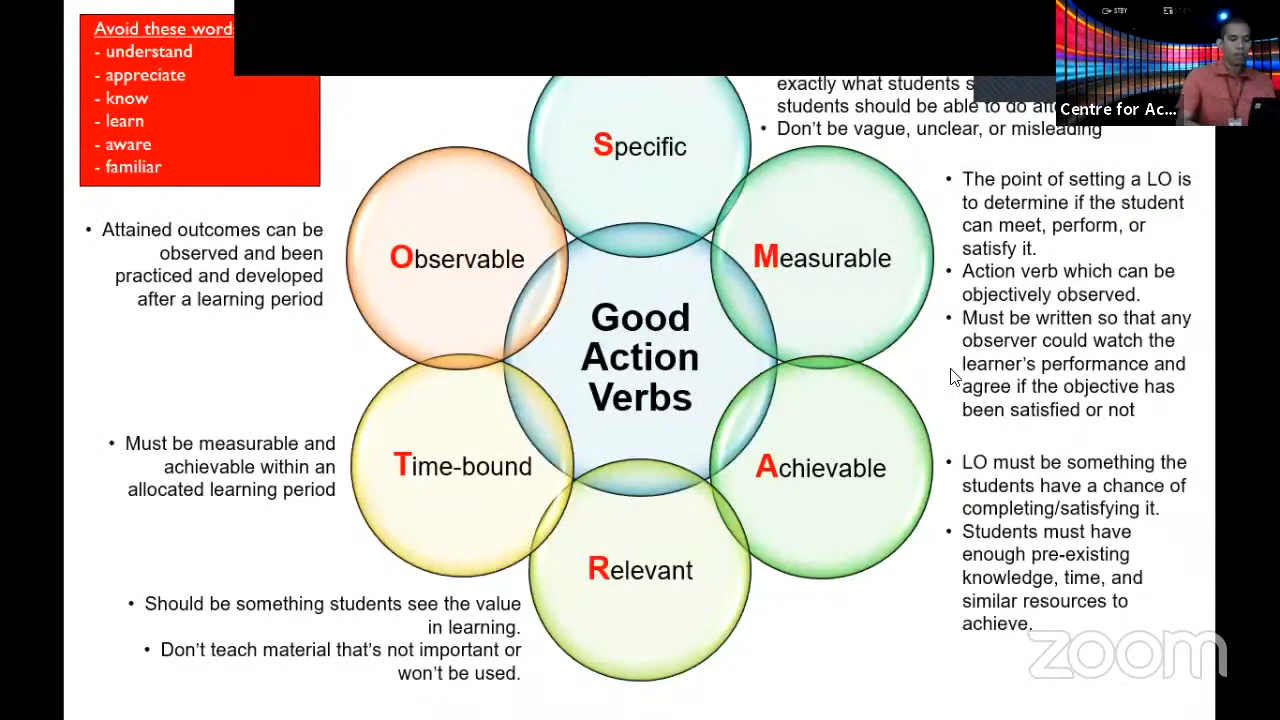 Avoid these word
- understand
- appreciate
- know
- learn
- aware
- familiar
STBY
Centre for Ac...
exactly what students
students should be able to do
• Don't be vague, unclear, or misleading
Specific
Observable
Measurable
Good
Action
Verbs
Time-bound
Achievable
Relevant
• The point of setting a LO is
to determine if the student
can meet, perform, or
satisfy it.
• Action verb which can be
objectively observed.
• Must be written so that any
observer could watch the
learner's performance and
agree if the objective has
been satisfied or not
• LO must be something the
students have a chance of
completing/satisfying it.
• Students must have
enough pre-existing
knowledge, time, and
similar resources to
achieve.
• Attained outcomes can be
observed and been
practiced and developed
after a learning period
• Must be measurable and
achievable within an
allocated learning period
• Should be something students see the value
in learning.
• Don't teach material that's not important or
won't be used.
zoom